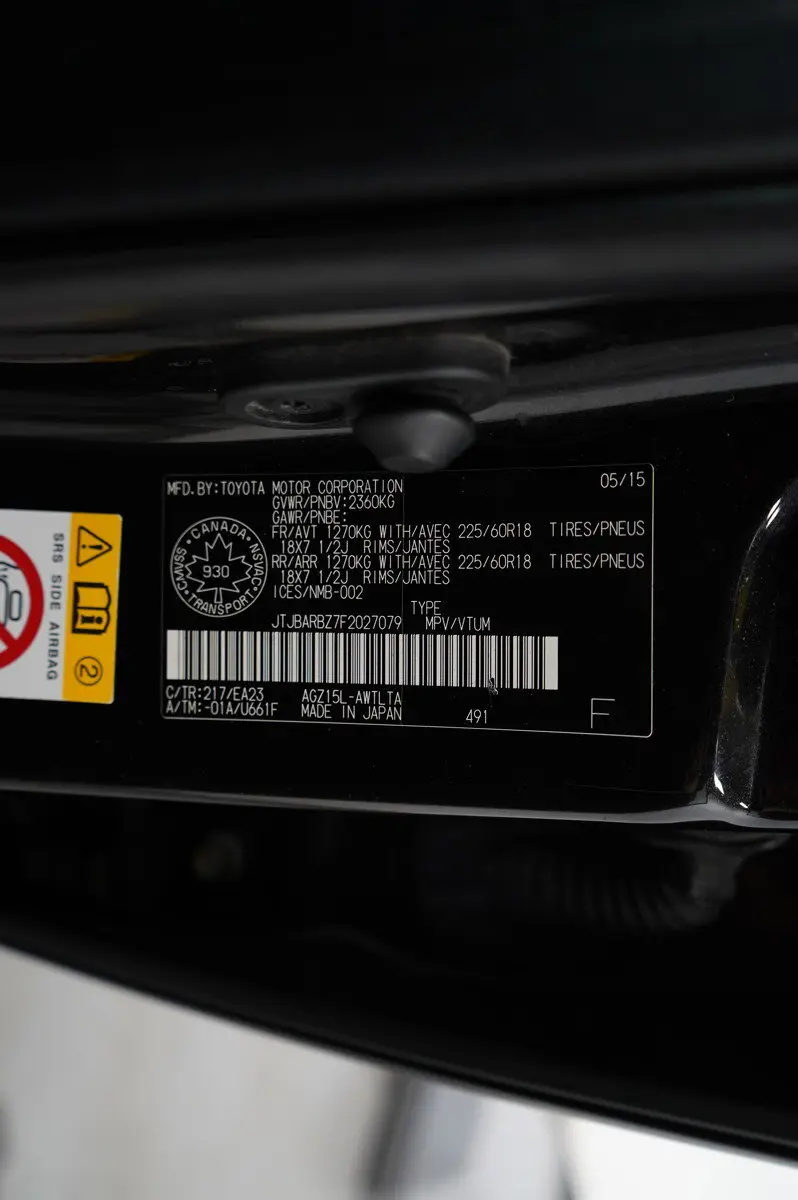 MFD. BY:TOYOTA MOTOR CORPORATION 05/15
GVWR/PNBV:2360KG
GAWR/PNBE:
FR/AVT 1270KG WITH/AVEC 225/60R18 TIRES/PNEUS
18X7 1/2J RIMS/JANTES
RR/ARR 1270KG WITH/AVEC 225/60R18 TIRES/PNEUS
18X7 1/2J RIMS/JANTES
ICES/NMB-002
CANADA • NSVAC • TRANSPORT • CMVSS
930
TYPE
JTJBARBZ7F2027079 MPV/VTUM
C/TR:217/EA23 AGZ15L-AWTLTA
A/TM:-01A/U661F MADE IN JAPAN 491
F
SRS SIDE AIRBAG
2